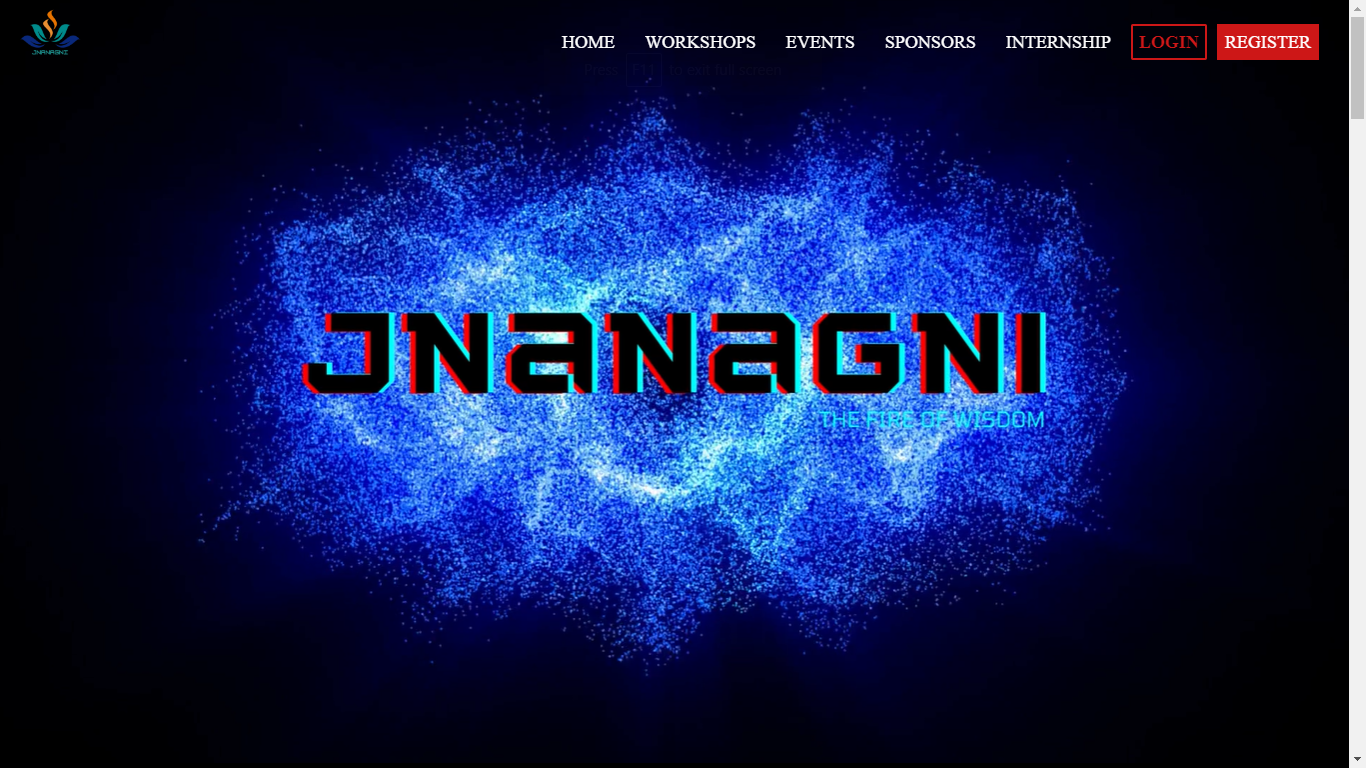 JNANAGNI
HOME WORKSHOPS EVENTS SPONSORS INTERNSHIP LOGIN REGISTER
Press F11 to exit full screen
JNANAGNI
THE FIRE OF WISDOM